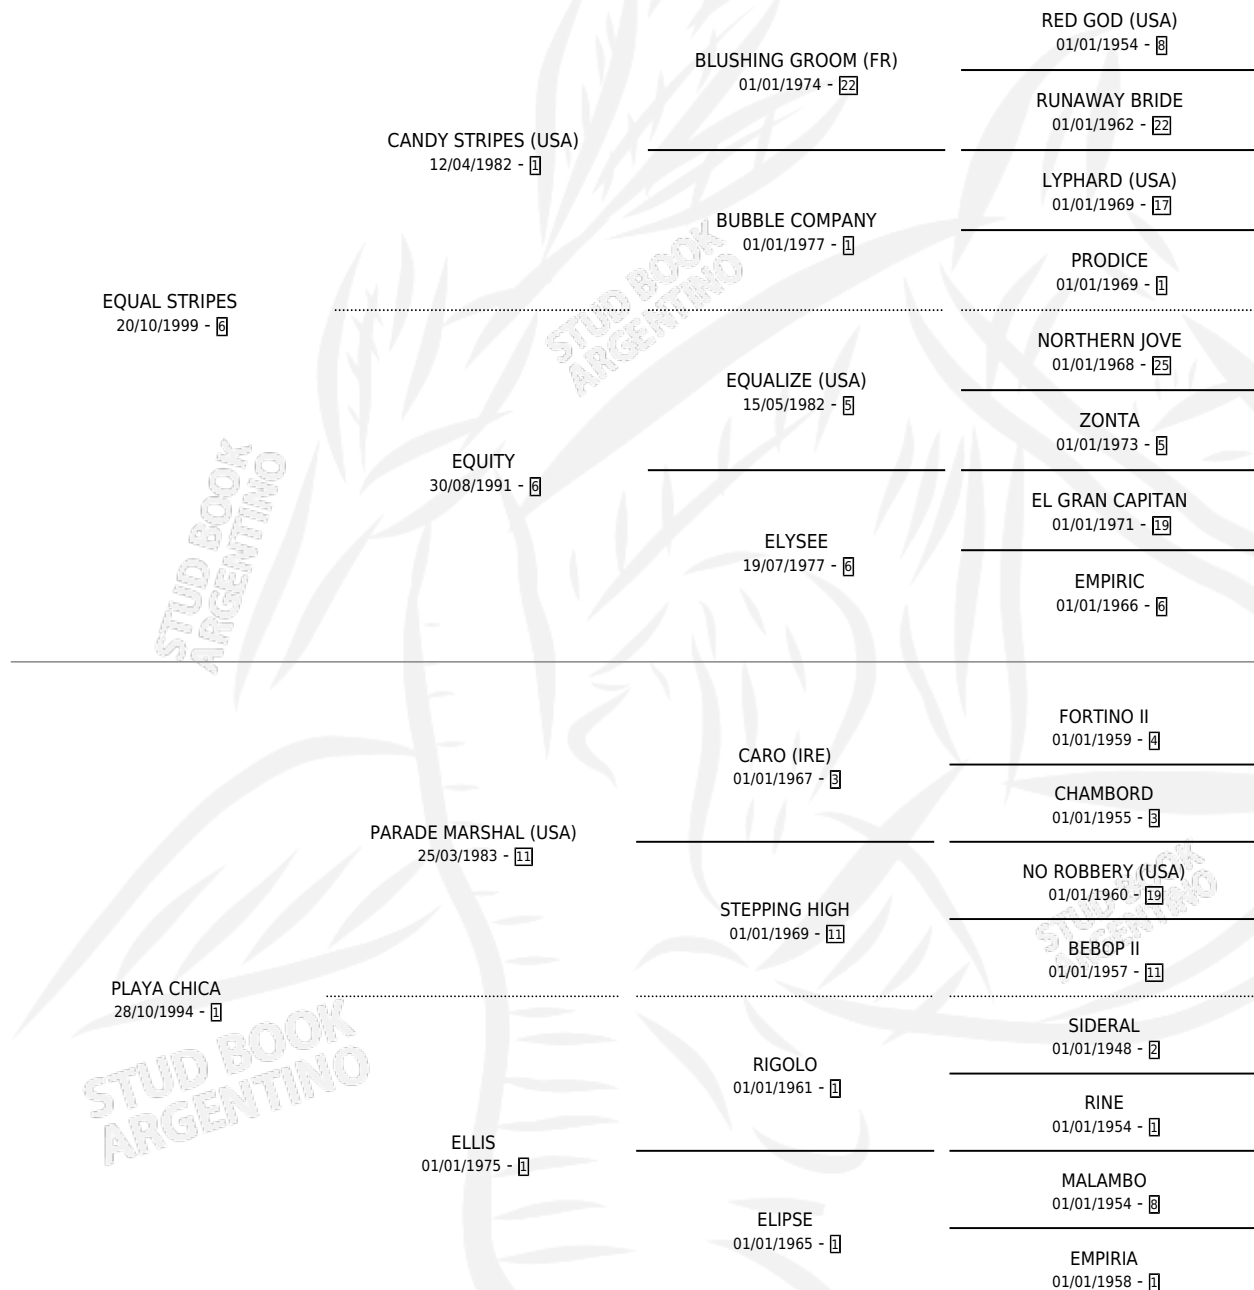 EQUAL STRIPES
20/10/1999 - 6
CANDY STRIPES (USA)
12/04/1982 - 1
BLUSHING GROOM (FR)
01/01/1974 - 22
RED GOD (USA)
01/01/1954 - 8
RUNAWAY BRIDE
01/01/1962 - 22
BUBBLE COMPANY
01/01/1977 - 1
LYPHARD (USA)
01/01/1969 - 17
PRODICE
01/01/1969 - 1
EQUITY
30/08/1991 - 6
EQUALIZE (USA)
15/05/1982 - 5
NORTHERN JOVE
01/01/1968 - 25
ZONTA
01/01/1973 - 5
ELYSEE
19/07/1977 - 6
EL GRAN CAPITAN
01/01/1971 - 19
EMPIRIC
01/01/1966 - 6
PLAYA CHICA
28/10/1994 - 1
PARADE MARSHAL (USA)
25/03/1983 - 11
CARO (IRE)
01/01/1967 - 3
FORTINO II
01/01/1959 - 4
CHAMBORD
01/01/1955 - 3
STEPPING HIGH
01/01/1969 - 11
NO ROBBERY (USA)
01/01/1960 - 19
BEBOP II
01/01/1957 - 11
ELLIS
01/01/1975 - 1
RIGOLO
01/01/1961 - 1
SIDERAL
01/01/1948 - 2
RINE
01/01/1954 - 1
ELIPSE
01/01/1965 - 1
MALAMBO
01/01/1954 - 8
EMPIRIA
01/01/1958 - 1
STUD BOOK
ARGENTINO
STUD BOOK
ARGENTINO
STUD BOOK
ARGENTINO
STUD BOOK
ARGENTINO